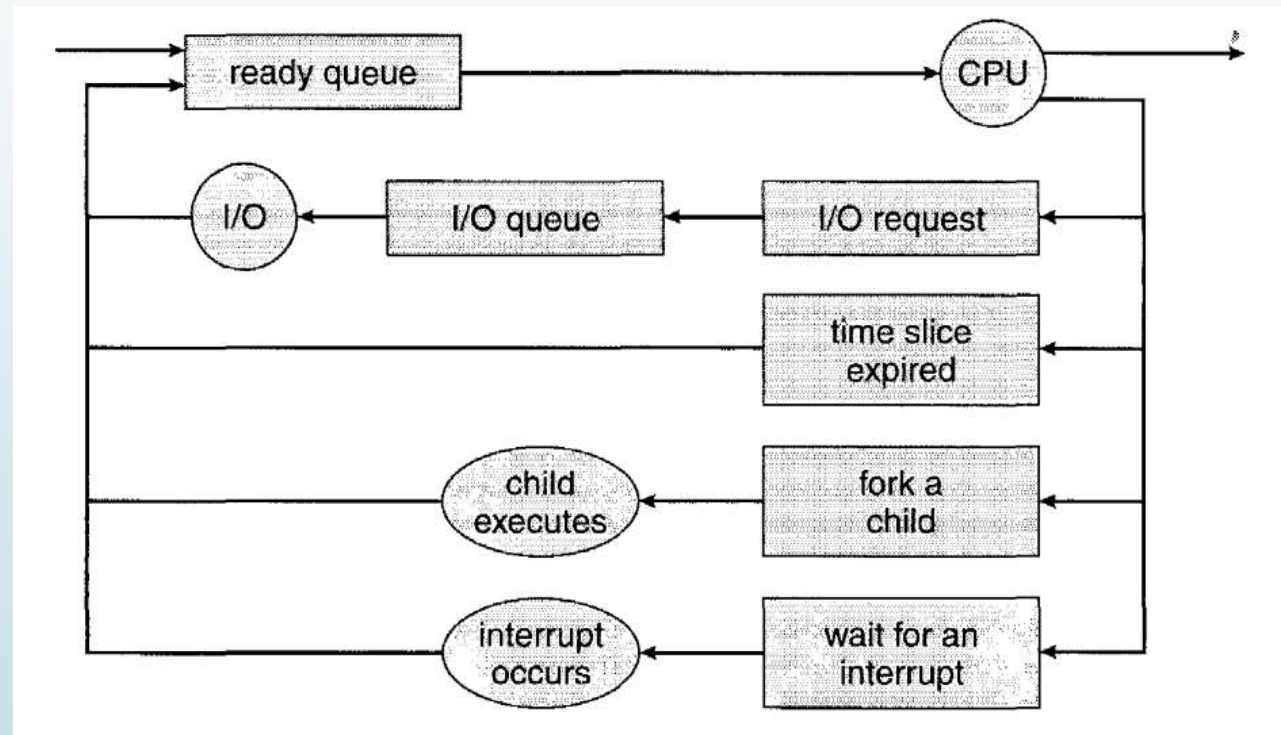 ready queue
CPU
I/O
I/O queue
I/O request
time slice
expired
child
executes
fork a
child
interrupt
occurs
wait for an
interrupt